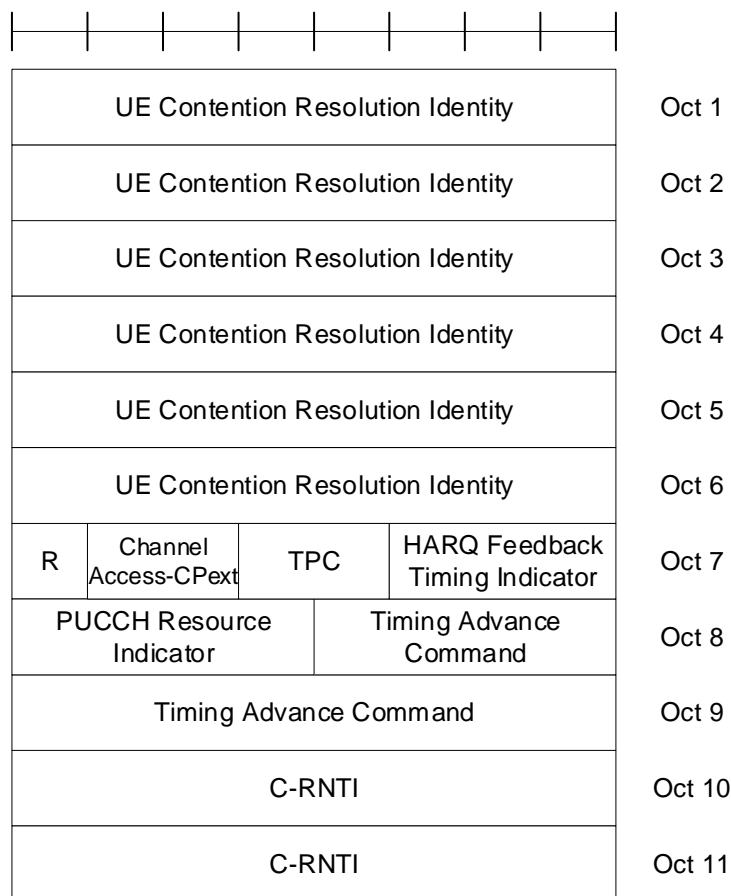 UE Contention Resolution Identity Oct 1
UE Contention Resolution Identity Oct 2
UE Contention Resolution Identity Oct 3
UE Contention Resolution Identity Oct 4
UE Contention Resolution Identity Oct 5
UE Contention Resolution Identity Oct 6
R
Channel
Access-CPext
TPC
HARQ Feedback
Timing Indicator
Oct 7
PUCCH Resource
Indicator
Timing Advance
Command
Oct 8
Timing Advance Command Oct 9
C-RNTI Oct 10
C-RNTI Oct 11